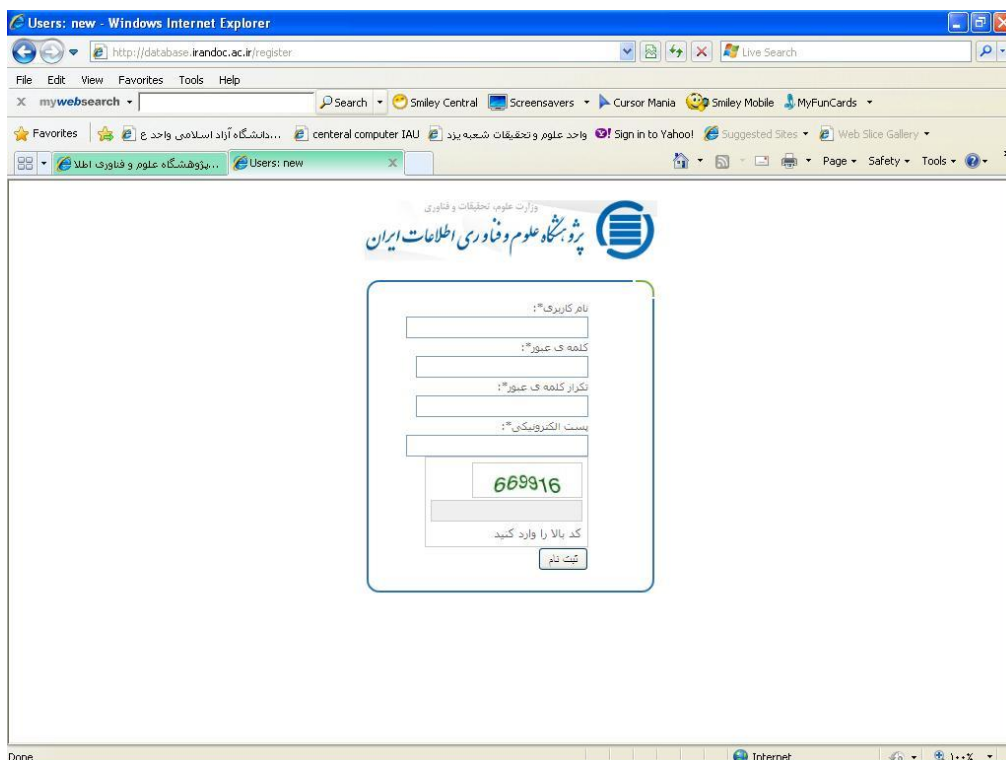 Users: new - Windows Internet Explorer
http://database.irandoc.ac.ir/register
Live Search
File Edit View Favorites Tools Help
X mywebsearch Search Smiley Central Screensavers Cursor Mania Smiley Mobile MyFunCards
Favorites دانشگاه آزاد اسلامی واحد ع... centeral computer IAU واحد علوم و تحقیقات شعبه یزد Sign in to Yahoo! Suggested Sites Web Slice Gallery
پژوهشگاه علوم و فناوری اطلا... Users: new Page Safety Tools
وزارت علوم، تحقیقات و فناوری
پژوهشگاه علوم و فناوری اطلاعات ایران
نام کاربری*:
کلمه ی عبور*:
تکرار کلمه ی عبور*:
پست الکترونیکی*:
669916
کد بالا را وارد کنید
ثبت نام
Done Internet ۱۰۰%